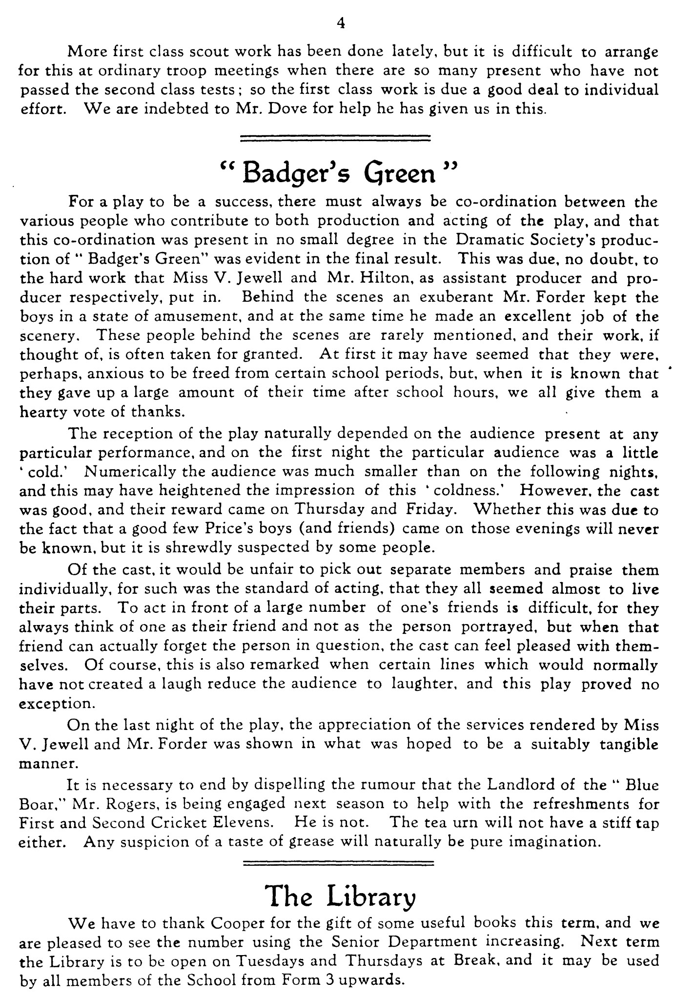 4
More first class scout work has been done lately, but it is difficult to arrange
for this at ordinary troop meetings when there are so many present who have not
passed the second class tests; so the first class work is due a good deal to individual
effort. We are indebted to Mr. Dove for help he has given us in this.
“Badger's Green”
For a play to be a success, there must always be co-ordination between the
various people who contribute to both production and acting of the play, and that
this co-ordination was present in no small degree in the Dramatic Society's produc-
tion of “Badger's Green” was evident in the final result. This was due, no doubt, to
the hard work that Miss V. Jewell and Mr. Hilton, as assistant producer and pro-
ducer respectively, put in. Behind the scenes an exuberant Mr. Forder kept the
boys in a state of amusement, and at the same time he made an excellent job of the
scenery. These people behind the scenes are rarely mentioned, and their work, if
thought of, is often taken for granted. At first it may have seemed that they were,
perhaps, anxious to be freed from certain school periods, but, when it is known that
they gave up a large amount of their time after school hours, we all give them a
hearty vote of thanks.
The reception of the play naturally depended on the audience present at any
particular performance, and on the first night the particular audience was a little
‘cold.’ Numerically the audience was much smaller than on the following nights,
and this may have heightened the impression of this ‘coldness.’ However, the cast
was good, and their reward came on Thursday and Friday. Whether this was due to
the fact that a good few Price's boys (and friends) came on those evenings will never
be known, but it is shrewdly suspected by some people.
Of the cast, it would be unfair to pick out separate members and praise them
individually, for such was the standard of acting, that they all seemed almost to live
their parts. To act in front of a large number of one's friends is difficult, for they
always think of one as their friend and not as the person portrayed, but when that
friend can actually forget the person in question, the cast can feel pleased with them-
selves. Of course, this is also remarked when certain lines which would normally
have not created a laugh reduce the audience to laughter, and this play proved no
exception.
On the last night of the play, the appreciation of the services rendered by Miss
V. Jewell and Mr. Forder was shown in what was hoped to be a suitably tangible
manner.
It is necessary to end by dispelling the rumour that the Landlord of the “Blue
Boar,” Mr. Rogers, is being engaged next season to help with the refreshments for
First and Second Cricket Elevens. He is not. The tea urn will not have a stiff tap
either. Any suspicion of a taste of grease will naturally be pure imagination.
The Library
We have to thank Cooper for the gift of some useful books this term, and we
are pleased to see the number using the Senior Department increasing. Next term
the Library is to be open on Tuesdays and Thursdays at Break, and it may be used
by all members of the School from Form 3 upwards.